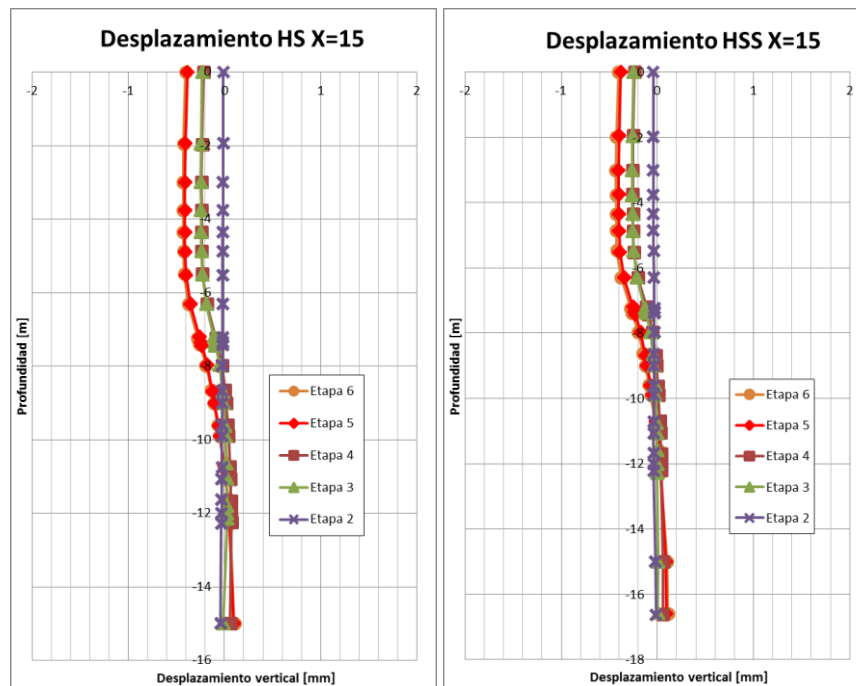 Desplazamiento HS X=15
-2
-1
0
0
1
2
-2
-4
-6
-8
-10
-12
-14
-16
Profundidad [m]
Etapa 6
Etapa 5
Etapa 4
Etapa 3
Etapa 2
Desplazamiento vertical [mm]
Desplazamiento HSS X=15
-2
-1
0
0
1
2
-2
-4
-6
-8
-10
-12
-14
-16
-18
Profundidad [m]
Etapa 6
Etapa 5
Etapa 4
Etapa 3
Etapa 2
Desplazamiento vertical [mm]